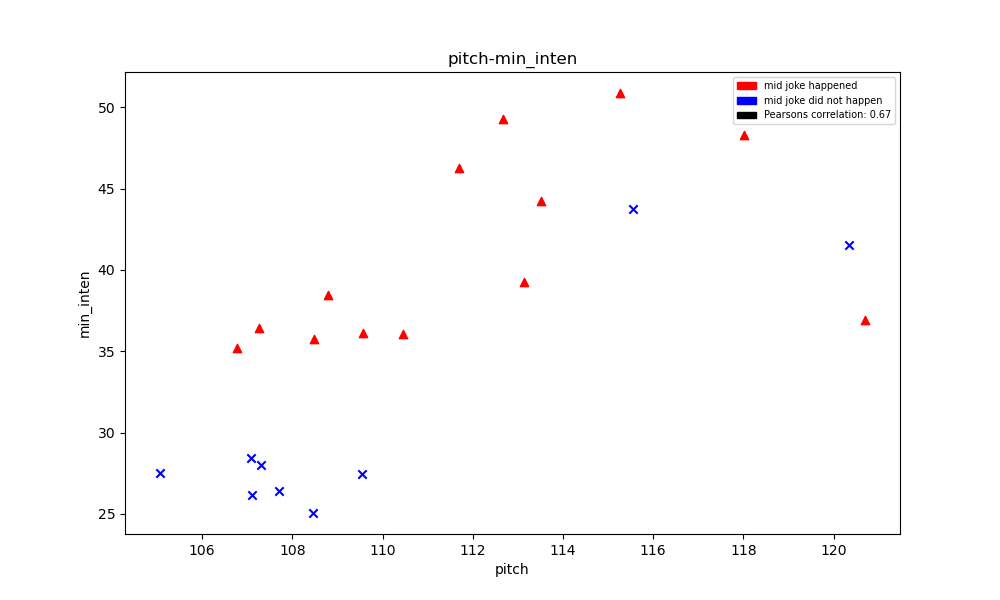 pitch-min_inten
mid joke happened
mid joke did not happen
Pearsons correlation: 0.67
min_inten
50
45
40
35
30
25
106 108 110 112 114 116 118 120
pitch